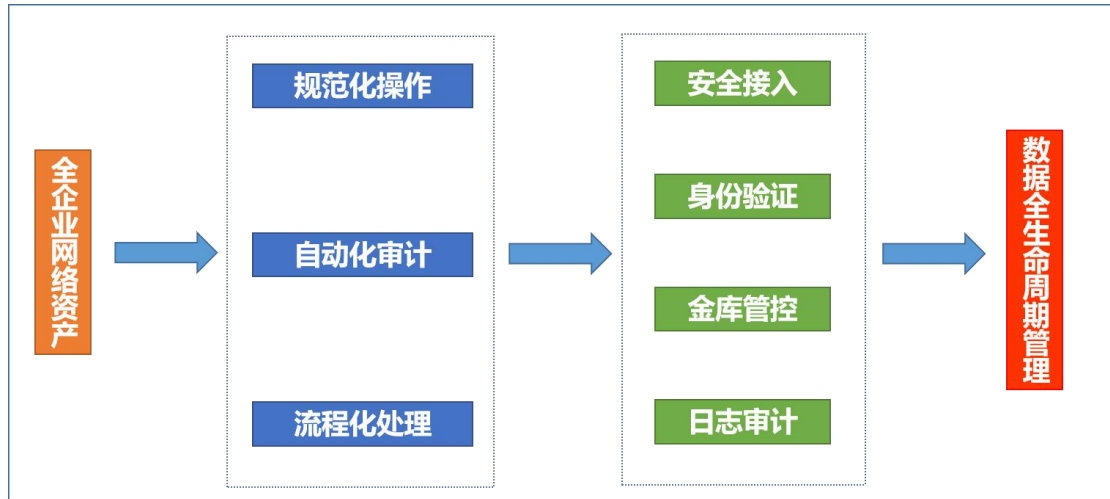 全企业网络资产
规范化操作
自动化审计
流程化处理
安全接入
身份验证
金库管控
日志审计
数据全生命周期管理